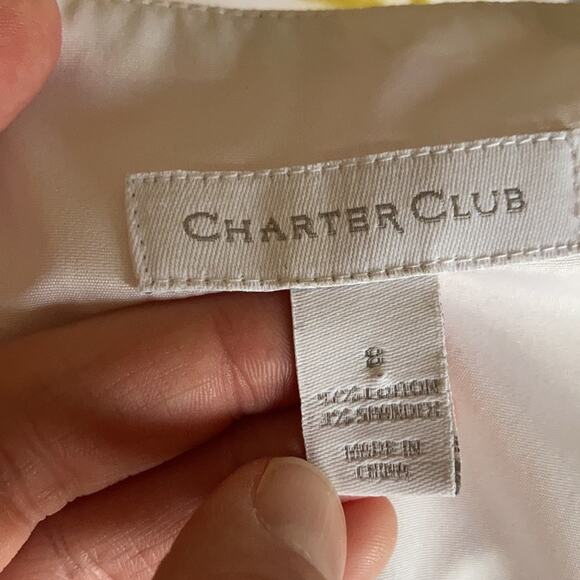 CHARTER CLUB
8
97% COTTON
3% SPANDEX
MADE IN
CHINA